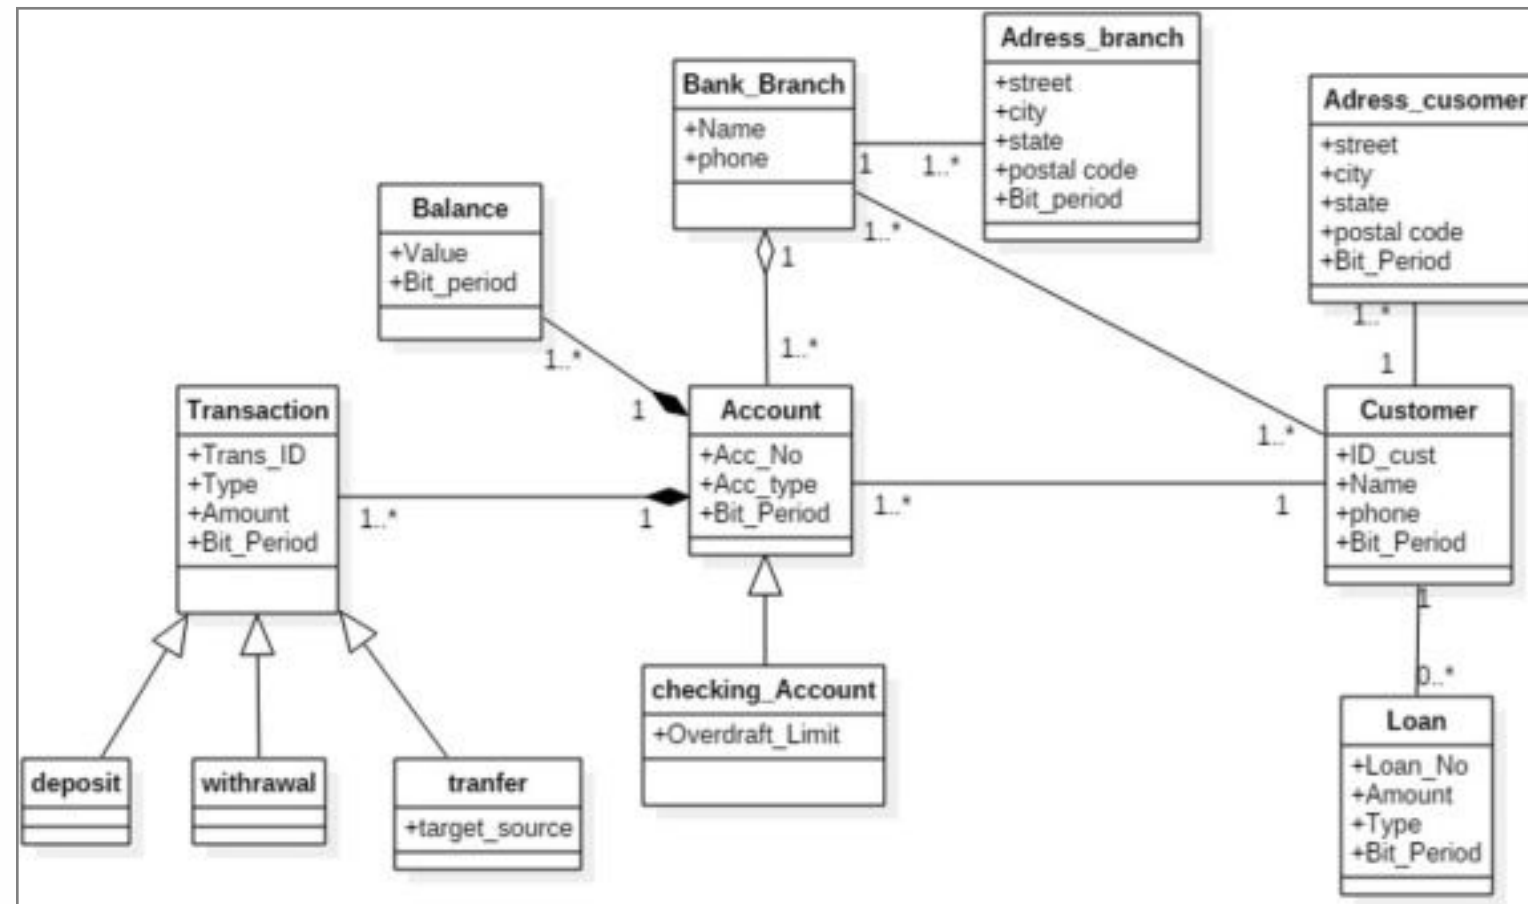 Adress_branch
+street
+city
+state
+postal code
+Bit_period
Bank_Branch
+Name
+phone
1
1..*
1..*
1
1..*
Adress_cusomer
+street
+city
+state
+postal code
+Bit_Period
1..*
1
Balance
+Value
+Bit_period
1..*
1
Transaction
+Trans_ID
+Type
+Amount
+Bit_Period
1..*
1
Account
+Acc_No
+Acc_type
+Bit_Period
1..*
1
1..*
Customer
+ID_cust
+Name
+phone
+Bit_Period
1
0..*
checking_Account
+Overdraft_Limit
deposit
withrawal
tranfer
+target_source
Loan
+Loan_No
+Amount
+Type
+Bit_Period